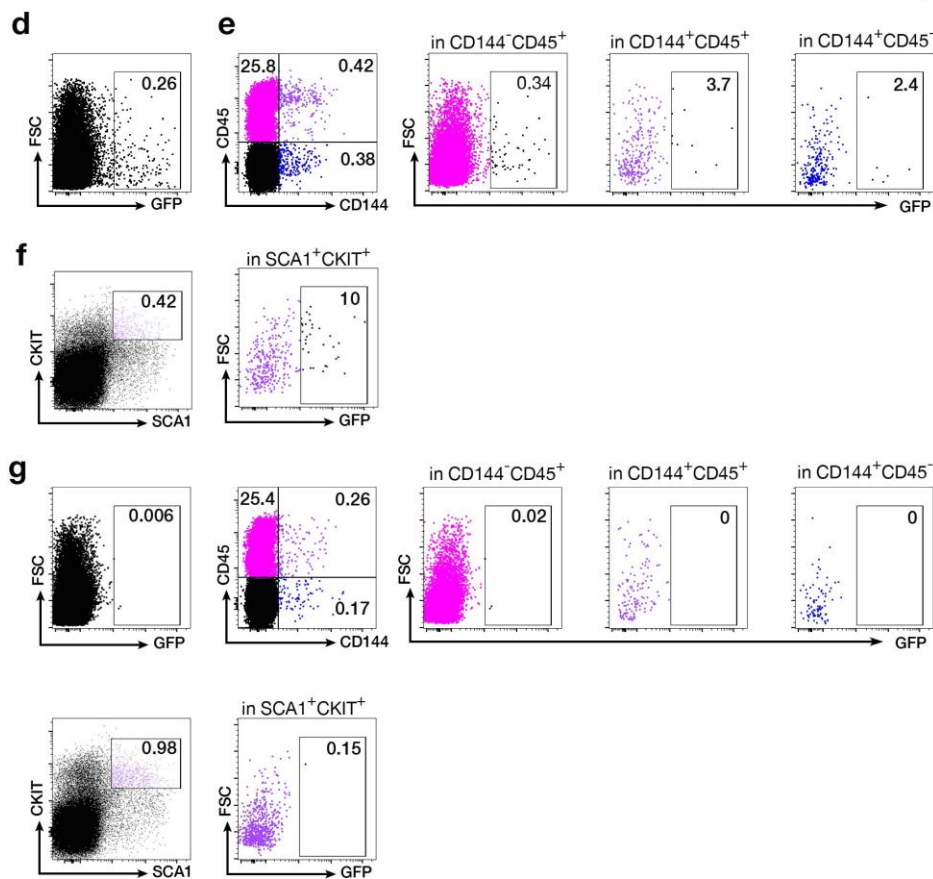 d
0.26
FSC
GFP
e
25.8
0.42
0.38
CD45
CD144
in CD144⁻CD45⁺
0.34
FSC
in CD144⁺CD45⁺
3.7
in CD144⁺CD45⁻
2.4
GFP
f
0.42
CKIT
SCA1
in SCA1⁺CKIT⁺
10
FSC
GFP
g
0.006
FSC
GFP
25.4
0.26
0.17
CD45
CD144
in CD144⁻CD45⁺
0.02
FSC
in CD144⁺CD45⁺
0
in CD144⁺CD45⁻
0
GFP
0.98
CKIT
SCA1
in SCA1⁺CKIT⁺
0.15
FSC
GFP